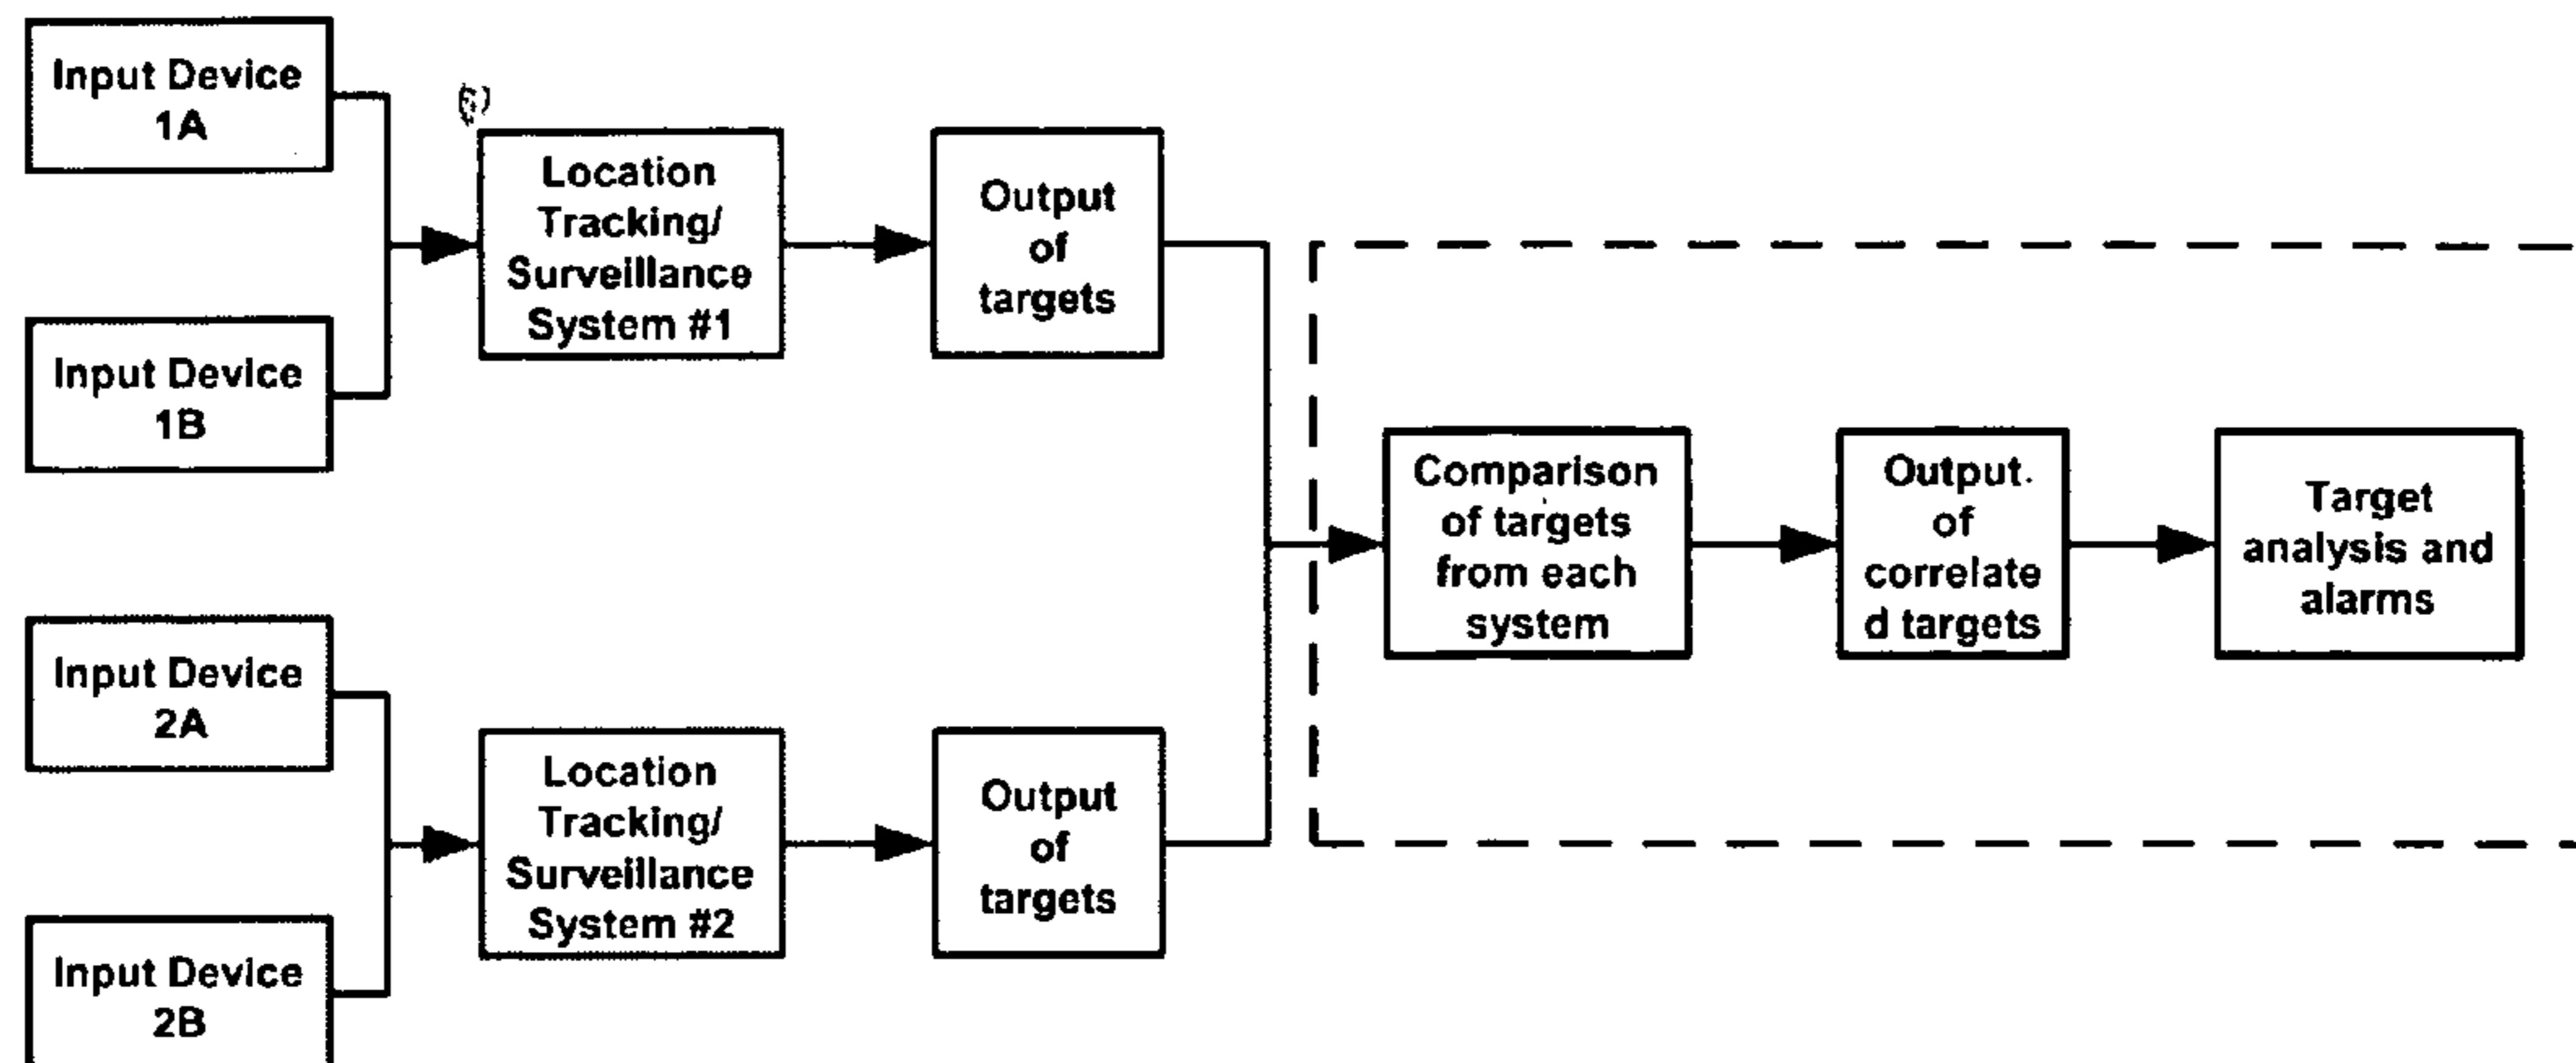 Input Device
1A
Input Device
1B
Location
Tracking/
Surveillance
System #1
Output
of
targets
Input Device
2A
Input Device
2B
Location
Tracking/
Surveillance
System #2
Output
of
targets
Comparison
of targets
from each
system
Output
of
correlate
d targets
Target
analysis and
alarms